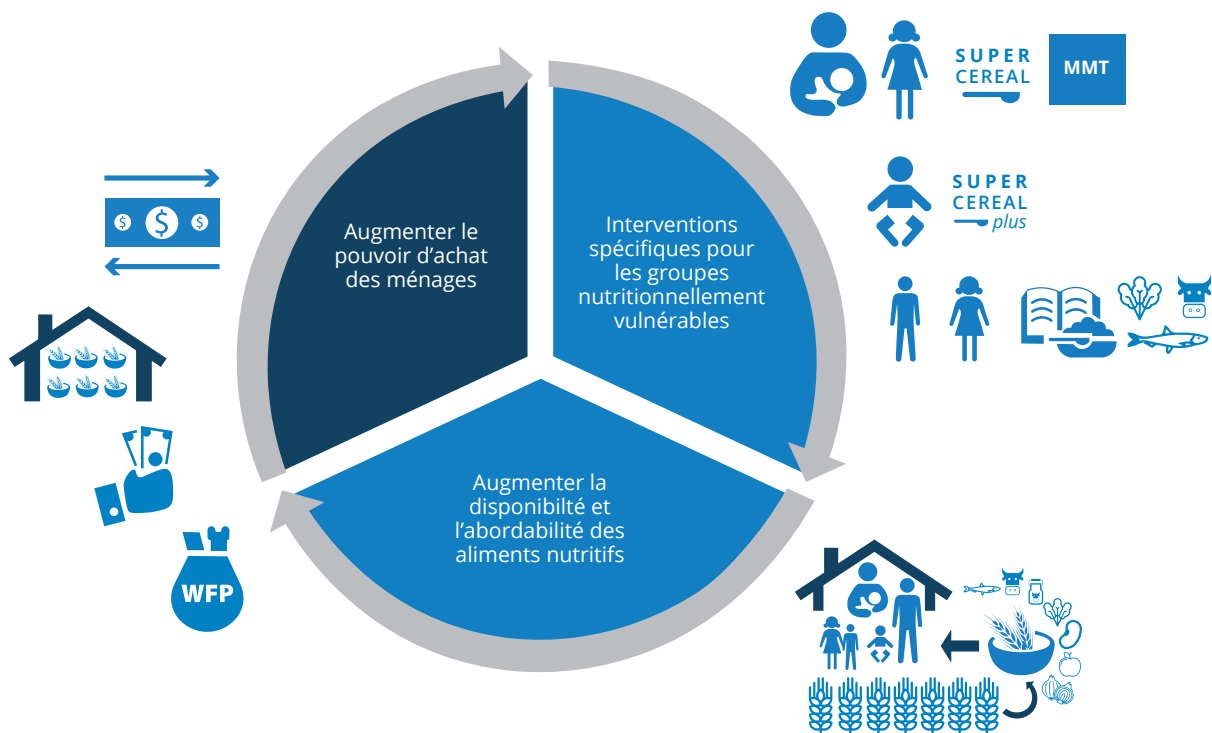 SUPER
CEREAL
MMT
SUPER
CEREAL
plus
Augmenter le
pouvoir d’achat
des ménages
Interventions
spécifiques pour
les groupes
nutritionnellement
vulnérables
Augmenter la
disponibilté et
l’abordabilité des
aliments nutritifs
$ $ $
WFP